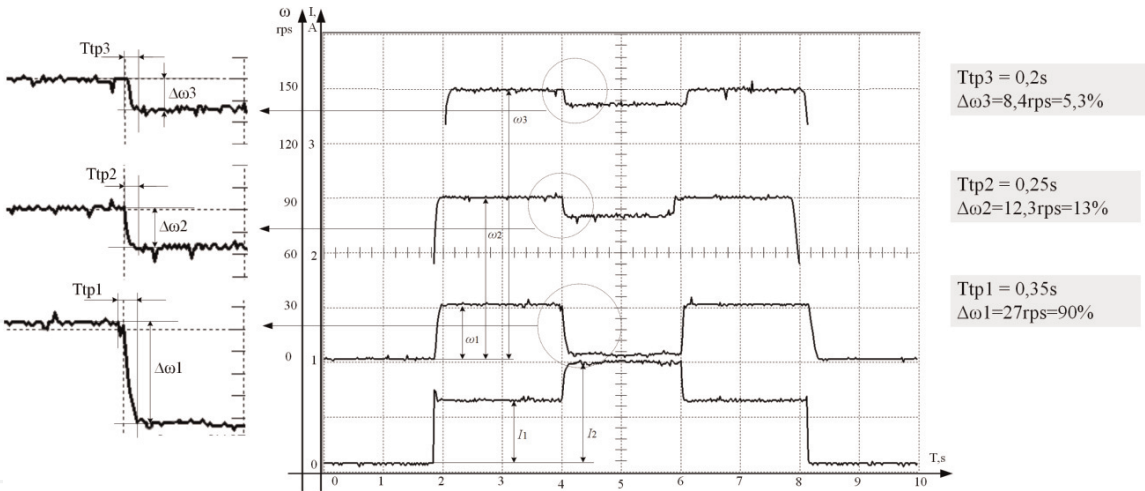 Ttp3
Δω3
Ttp2
Δω2
Ttp1
Δω1
ω I,
rps A
150
120 3
90
60 2
30
0 1
0
ω3
ω2
ω1
I1
I2
T,s
0 1 2 3 4 5 6 7 8 9 10
Ttp3 = 0,2s
Δω3=8,4rps=5,3%
Ttp2 = 0,25s
Δω2=12,3rps=13%
Ttp1 = 0,35s
Δω1=27rps=90%